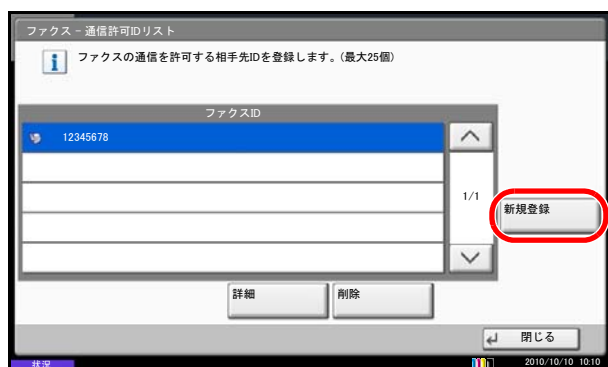 ファクス - 通信許可IDリスト
ファクスの通信を許可する相手先IDを登録します。(最大25個)
ファクスID
12345678
1/1
新規登録
詳細
削除
閉じる
状況
2010/10/10 10:10